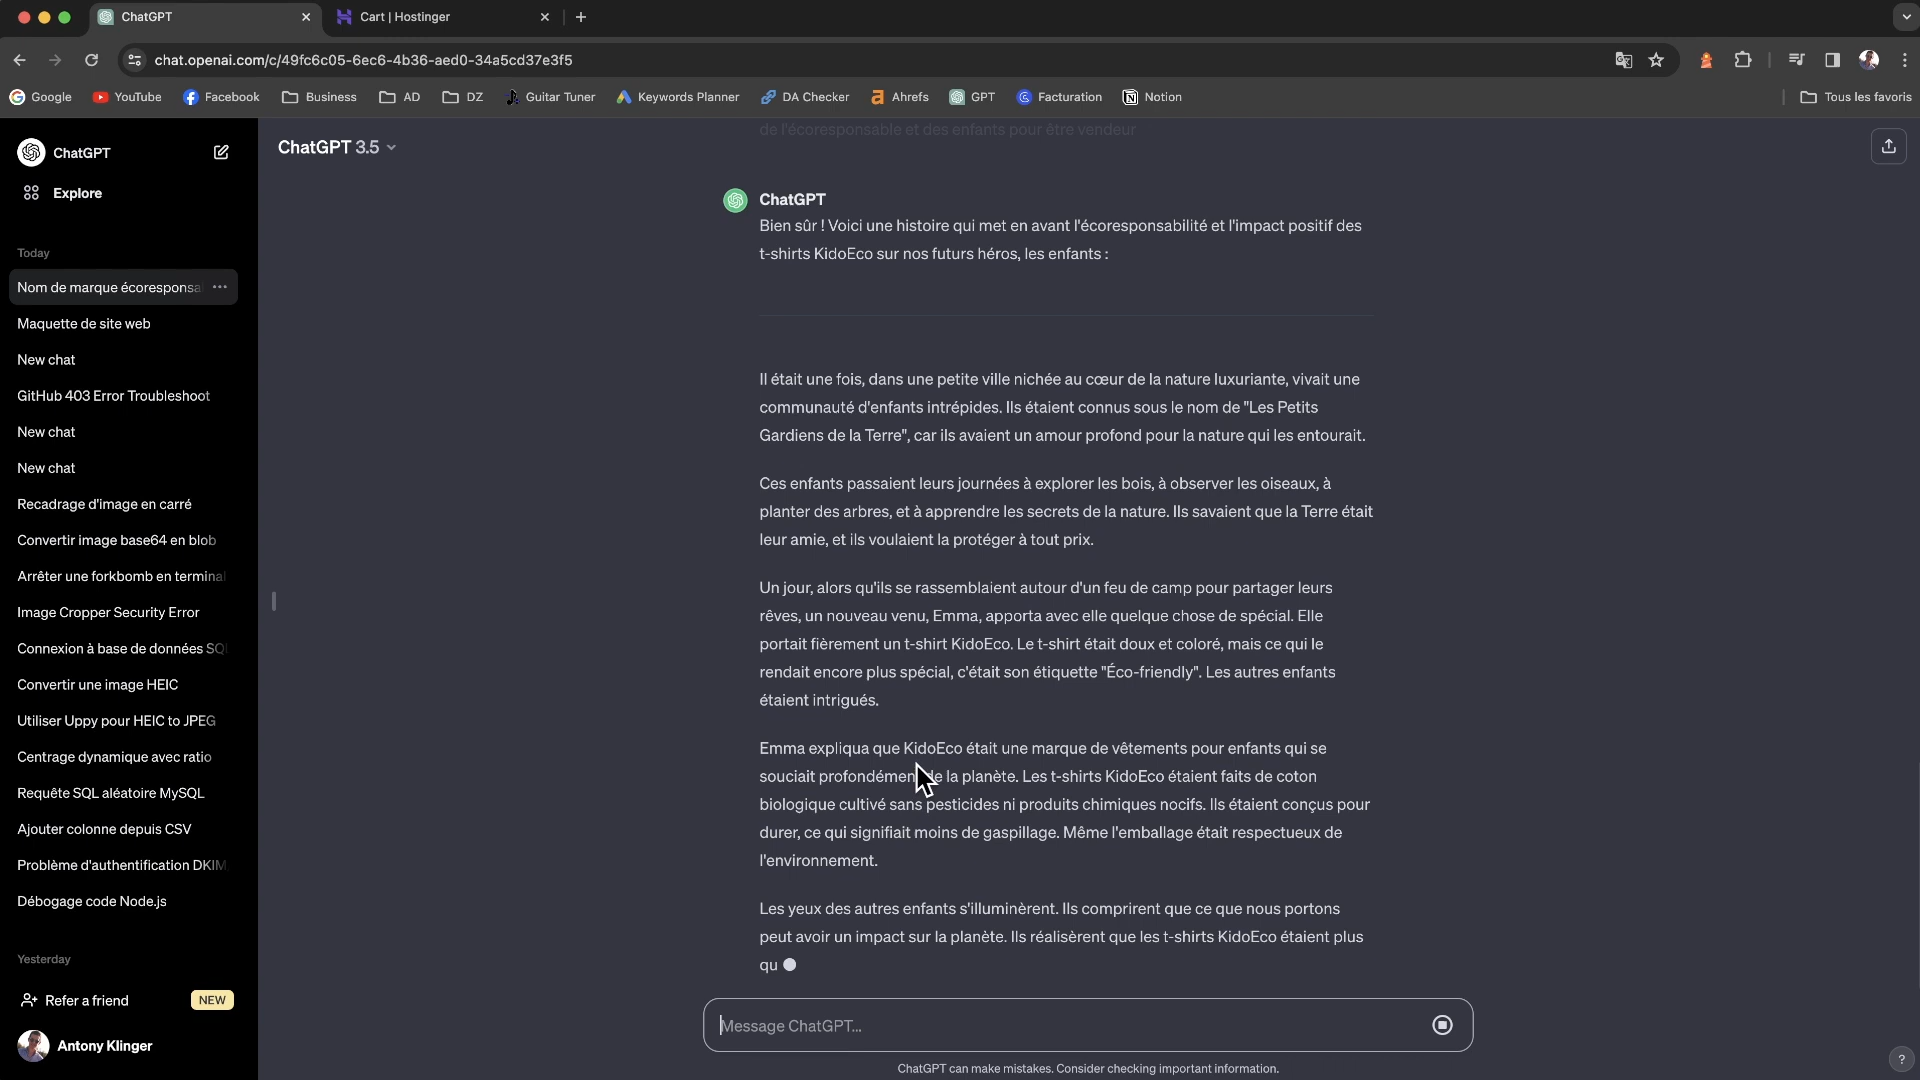 ChatGPT
Cart | Hostinger
chat.openai.com/c/49fc6c05-6ec6-4b36-aed0-34a5cd37e3f5
Google
YouTube
Facebook
Business
AD
DZ
Guitar Tuner
Keywords Planner
DA Checker
Ahrefs
GPT
Facturation
Notion
Tous les favoris
ChatGPT
Explore
Today
Nom de marque écoresponsa
Maquette de site web
New chat
GitHub 403 Error Troubleshoot
New chat
New chat
Recadrage d'image en carré
Convertir image base64 en blob
Arrêter une forkbomb en terminal
Image Cropper Security Error
Connexion à base de données SQL
Convertir une image HEIC
Utiliser Uppy pour HEIC to JPEG
Centrage dynamique avec ratio
Requête SQL aléatoire MySQL
Ajouter colonne depuis CSV
Problème d'authentification DKIM
Débogage code Node.js
Yesterday
Refer a friend
NEW
Antony Klinger
ChatGPT 3.5
de l'écoresponsable et des enfants pour être vendeur
ChatGPT
Bien sûr ! Voici une histoire qui met en avant l'écoresponsabilité et l'impact positif des
t-shirts KidoEco sur nos futurs héros, les enfants :
Il était une fois, dans une petite ville nichée au cœur de la nature luxuriante, vivait une
communauté d'enfants intrépides. Ils étaient connus sous le nom de "Les Petits
Gardiens de la Terre", car ils avaient un amour profond pour la nature qui les entourait.
Ces enfants passaient leurs journées à explorer les bois, à observer les oiseaux, à
planter des arbres, et à apprendre les secrets de la nature. Ils savaient que la Terre était
leur amie, et ils voulaient la protéger à tout prix.
Un jour, alors qu'ils se rassemblaient autour d'un feu de camp pour partager leurs
rêves, un nouveau venu, Emma, apporta avec elle quelque chose de spécial. Elle
portait fièrement un t-shirt KidoEco. Le t-shirt était doux et coloré, mais ce qui le
rendait encore plus spécial, c'était son étiquette "Éco-friendly". Les autres enfants
étaient intrigués.
Emma expliqua que KidoEco était une marque de vêtements pour enfants qui se
souciait profondément de la planète. Les t-shirts KidoEco étaient faits de coton
biologique cultivé sans pesticides ni produits chimiques nocifs. Ils étaient conçus pour
durer, ce qui signifiait moins de gaspillage. Même l'emballage était respectueux de
l'environnement.
Les yeux des autres enfants s'illuminèrent. Ils comprirent que ce que nous portons
peut avoir un impact sur la planète. Ils réalisèrent que les t-shirts KidoEco étaient plus
qu
Message ChatGPT...
ChatGPT can make mistakes. Consider checking important information.
?